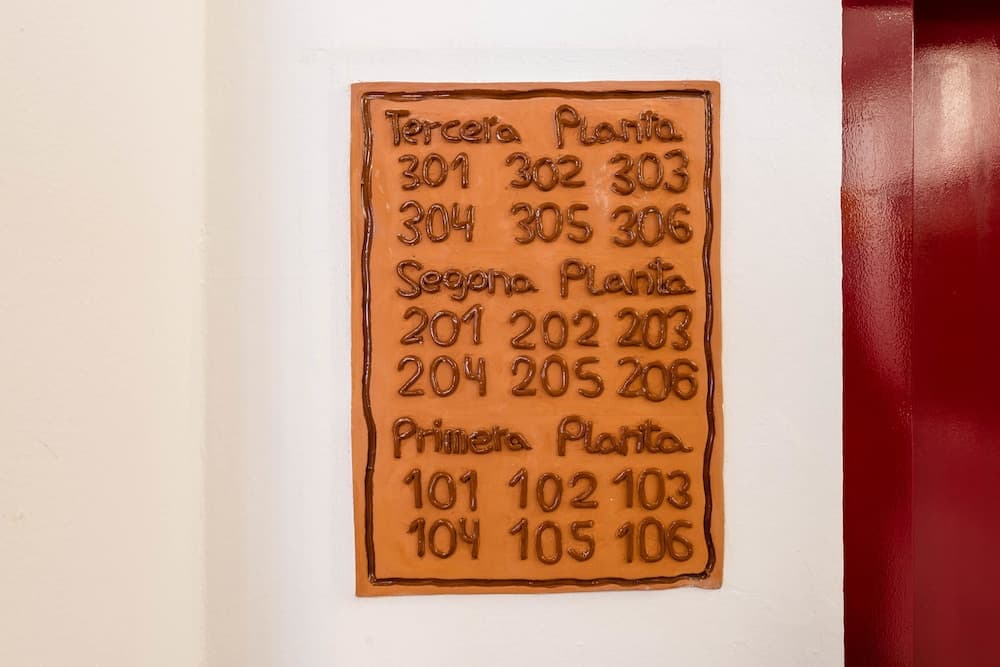 Tercera Planta
301 302 303
304 305 306
Segona Planta
201 202 203
204 205 206
Primera Planta
101 102 103
104 105 106